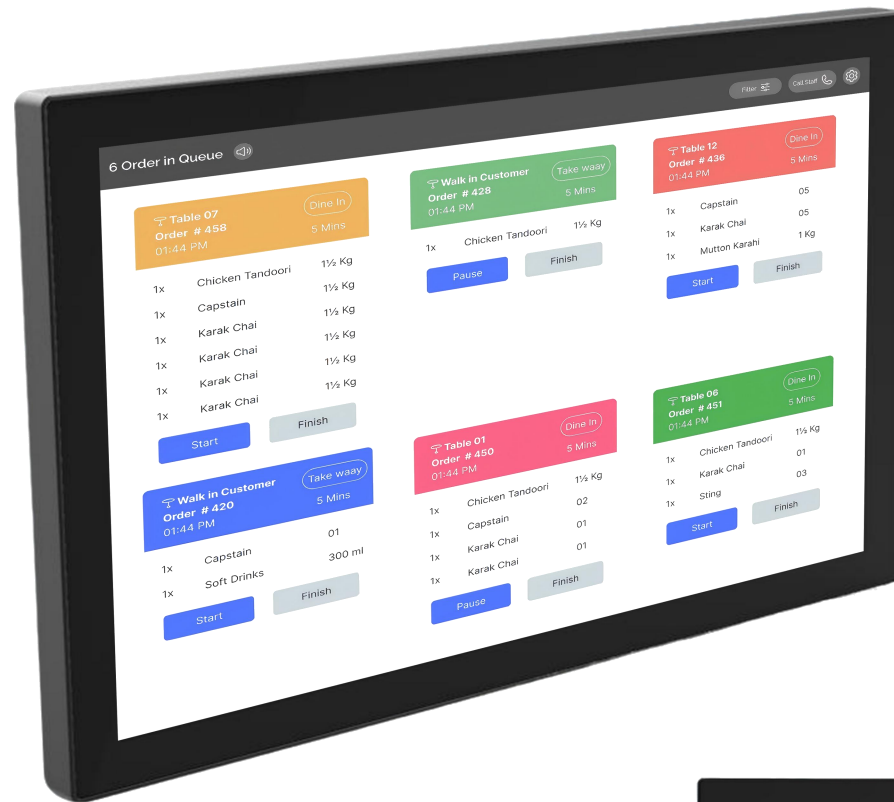 6 Order in Queue
Filter
Call Staff
Table 07 Dine In
Order # 458
01:44 PM 5 Mins
1x Chicken Tandoori 1½ Kg
1x Capstain 1½ Kg
1x Karak Chai 1½ Kg
1x Karak Chai 1½ Kg
1x Karak Chai 1½ Kg
1x Karak Chai 1½ Kg
Start Finish
Walk in Customer Take waay
Order # 428
01:44 PM 5 Mins
1x Chicken Tandoori 1½ Kg
Pause Finish
Table 12 Dine In
Order # 436
01:44 PM 5 Mins
1x Capstain 05
1x Karak Chai 05
1x Mutton Karahi 1 Kg
Start Finish
Walk in Customer Take waay
Order # 420
01:44 PM 5 Mins
1x Capstain 01
1x Soft Drinks 300 ml
Start Finish
Table 01 Dine In
Order # 450
01:44 PM 5 Mins
1x Chicken Tandoori 1½ Kg
1x Capstain 02
1x Karak Chai 01
1x Karak Chai 01
Pause Finish
Table 06 Dine In
Order # 451
01:44 PM 5 Mins
1x Chicken Tandoori 1½ Kg
1x Karak Chai 01
1x Sting 03
Start Finish